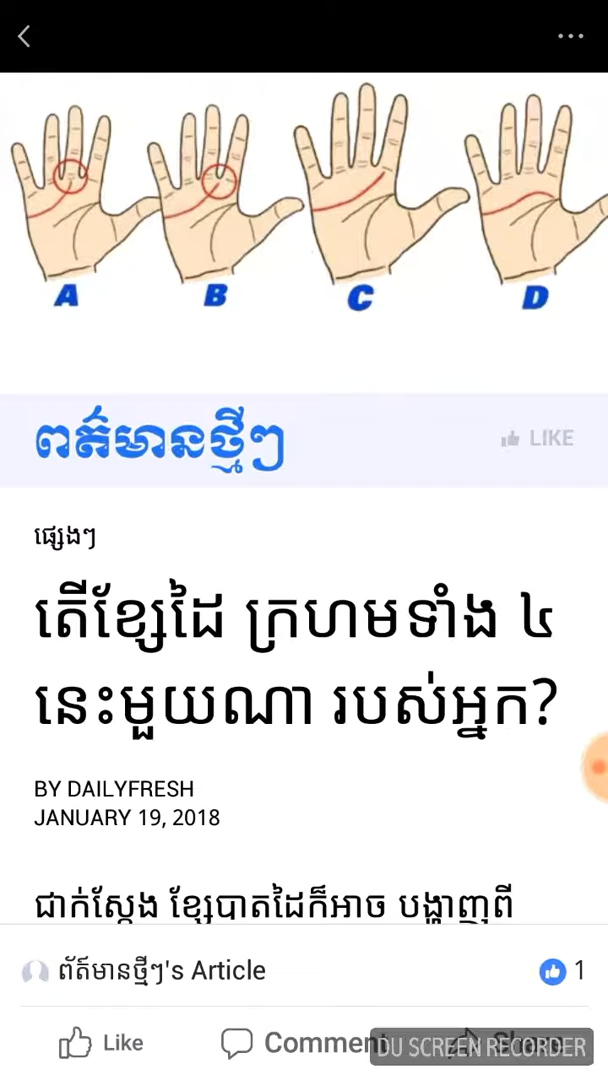 A B C D
ពត៌មានថ្មីៗ
LIKE
ផ្សេងៗ
តើខ្សែដៃ ក្រហមទាំង ៤
នេះមួយណា របស់អ្នក?
BY DAILYFRESH
JANUARY 19, 2018
ជាក់ស្តែង ខ្សែបាតដៃក៏អាច បង្ហាញពី
ព័ត៍មានថ្មីៗ's Article
1
Like Comment Share
DU SCREEN RECORDER